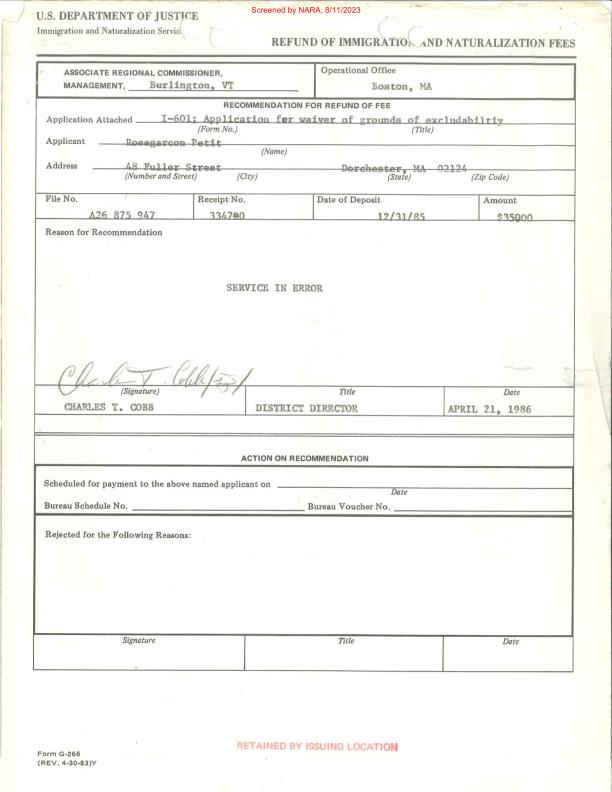 Screened by NARA, 8/11/2023
U.S. DEPARTMENT OF JUSTICE
Immigration and Naturalization Servic
REFUND OF IMMIGRATION AND NATURALIZATION FEES
ASSOCIATE REGIONAL COMMISSIONER,
MANAGEMENT, Burlington, VT
Operational Office
Boston, MA
RECOMMENDATION FOR REFUND OF FEE
Application Attached I-601; Application for waiver of grounds of excludabilriy
(Form No.) (Title)
Applicant Rosegarcon Petit
(Name)
Address 48 Fuller Street Dorchester, MA 02124
(Number and Street) (City) (State) (Zip Code)
File No. Receipt No. Date of Deposit Amount
A26 875 947 334700 12/31/85 $35000
Reason for Recommendation
SERVICE IN ERROR
Charles T. Cobb
(Signature) Title Date
CHARLES T. COBB DISTRICT DIRECTOR APRIL 21, 1986
ACTION ON RECOMMENDATION
Scheduled for payment to the above named applicant on
Date
Bureau Schedule No. Bureau Voucher No.
Rejected for the Following Reasons:
Signature Title Date
RETAINED BY ISSUING LOCATION
Form G-266
(REV. 4-30-83)Y